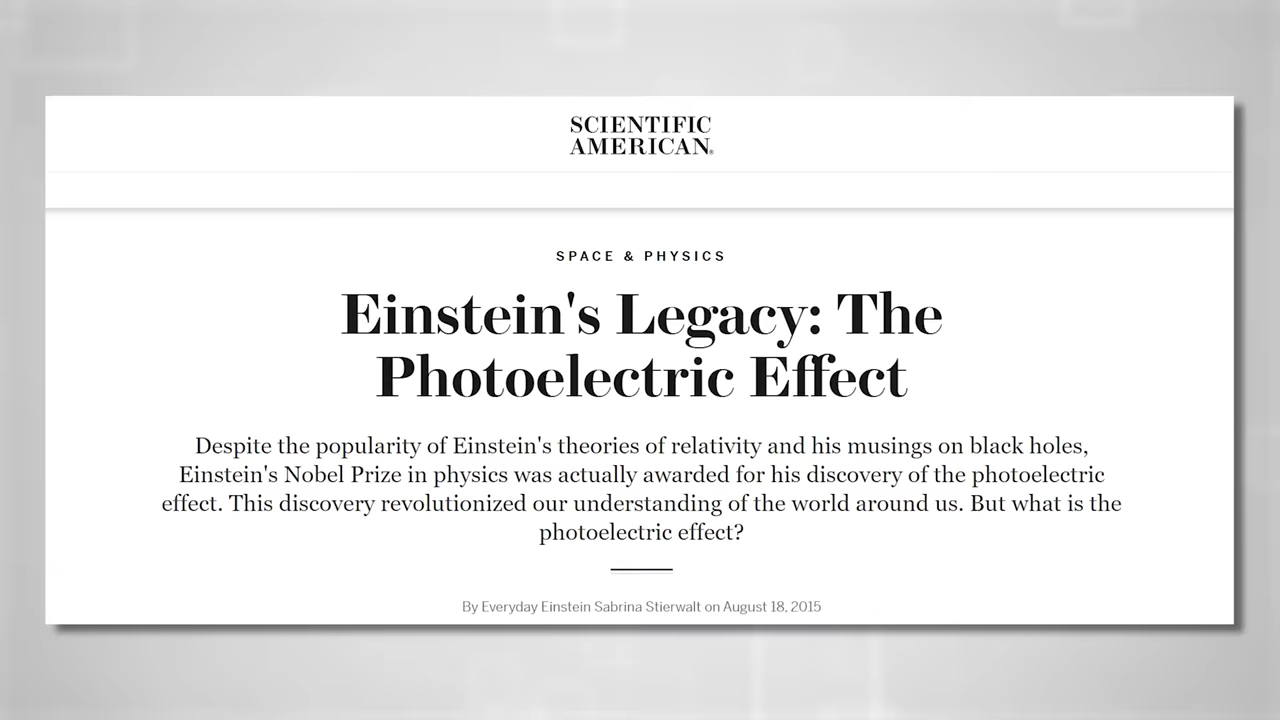 SCIENTIFIC
AMERICAN®
SPACE & PHYSICS
Einstein's Legacy: The
Photoelectric Effect
Despite the popularity of Einstein's theories of relativity and his musings on black holes,
Einstein's Nobel Prize in physics was actually awarded for his discovery of the photoelectric
effect. This discovery revolutionized our understanding of the world around us. But what is the
photoelectric effect?
By Everyday Einstein Sabrina Stierwalt on August 18, 2015